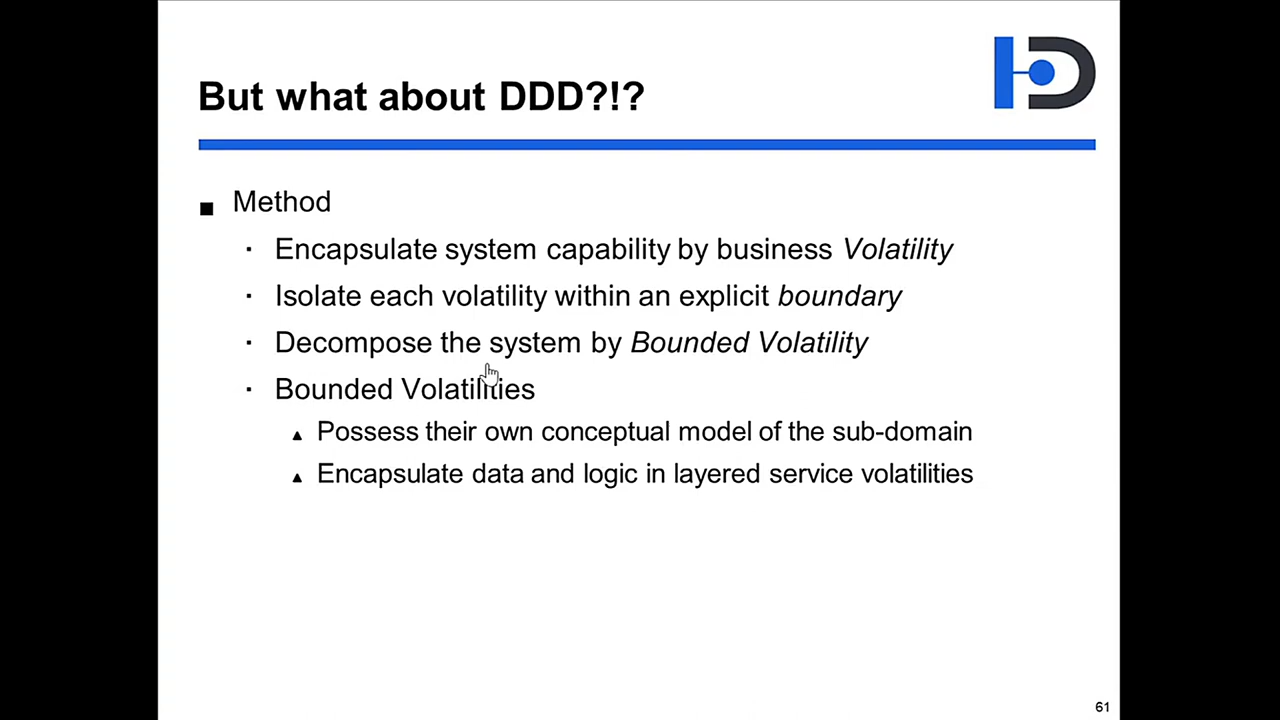 But what about DDD?!?
Method
Encapsulate system capability by business Volatility
Isolate each volatility within an explicit boundary
Decompose the system by Bounded Volatility
Bounded Volatilities
Possess their own conceptual model of the sub-domain
Encapsulate data and logic in layered service volatilities
61